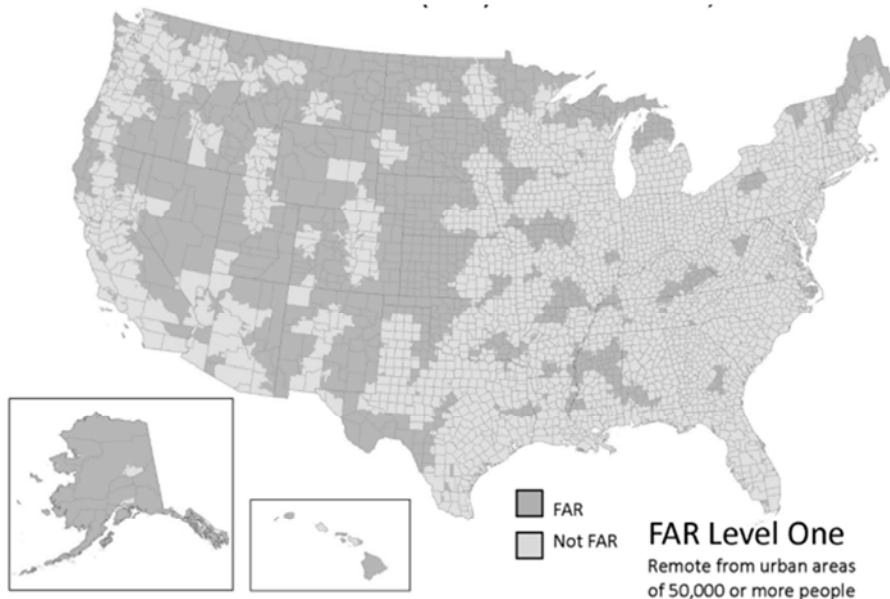 FAR
Not FAR
FAR Level One
Remote from urban areas
of 50,000 or more people